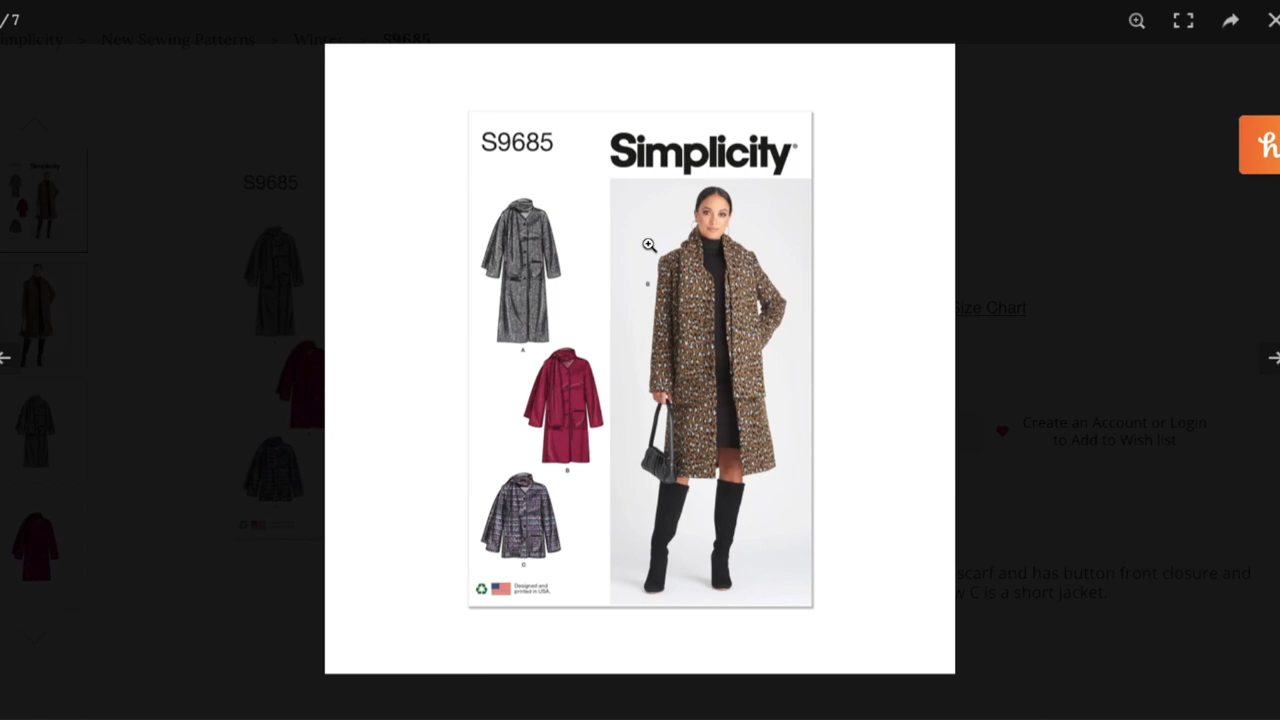 / 7
implicity > New Sewing Patterns > Winter > S9685
S9685
Simplicity
S9685
A
B
B
C
Designed and
printed in USA.
Size Chart
Create an Account or Login
to Add to Wish list
scarf and has button front closure and
C is a short jacket.
h